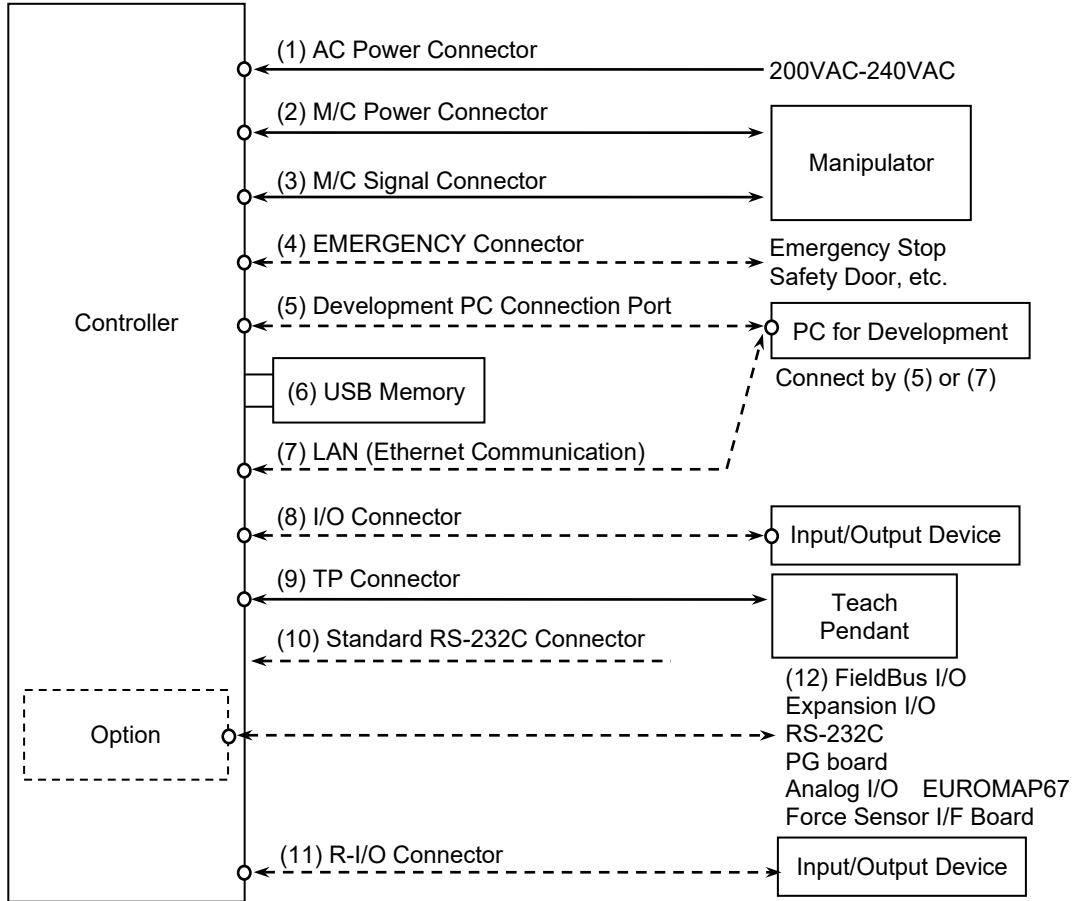 (1) AC Power Connector
200VAC-240VAC
(2) M/C Power Connector
Manipulator
(3) M/C Signal Connector
(4) EMERGENCY Connector
Emergency Stop
Safety Door, etc.
(5) Development PC Connection Port
Controller
PC for Development
Connect by (5) or (7)
(6) USB Memory
(7) LAN (Ethernet Communication)
(8) I/O Connector
Input/Output Device
(9) TP Connector
Teach
Pendant
(10) Standard RS-232C Connector
(12) FieldBus I/O
Expansion I/O
Option
RS-232C
PG board
Analog I/O EUROMAP67
Force Sensor I/F Board
(11) R-I/O Connector
Input/Output Device